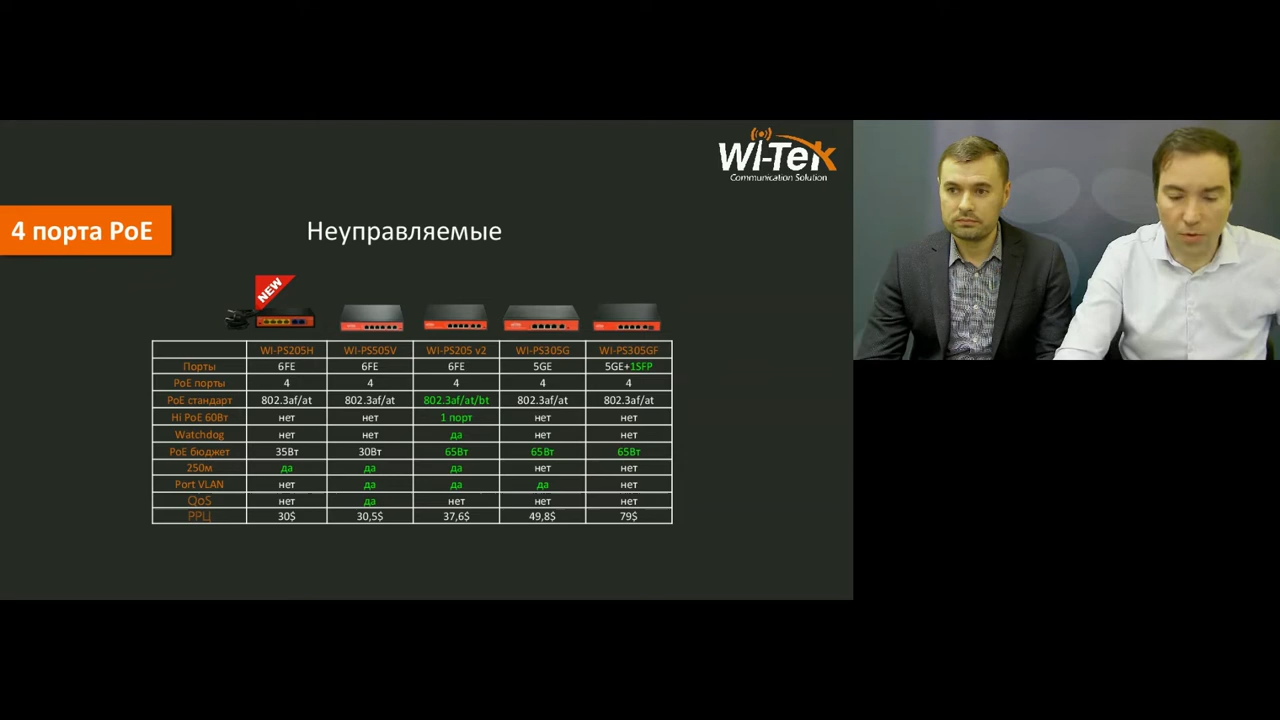 Wi-Tek
Communication Solution
4 порта PoE
Неуправляемые
NEW
WI-PS205H WI-PS505V WI-PS205 v2 WI-PS305G WI-PS305GF
Порты 6FE 6FE 6FE 5GE 5GE+1SFP
PoE порты 4 4 4 4 4
PoE стандарт 802.3af/at 802.3af/at 802.3af/at/bt 802.3af/at 802.3af/at
Hi PoE 60Вт нет нет 1 порт нет нет
Watchdog нет нет да нет нет
PoE бюджет 35Вт 30Вт 65Вт 65Вт 65Вт
250м да да да нет нет
Port VLAN нет да да да нет
QoS нет да нет нет нет
РРЦ 30$ 30,5$ 37,6$ 49,8$ 79$